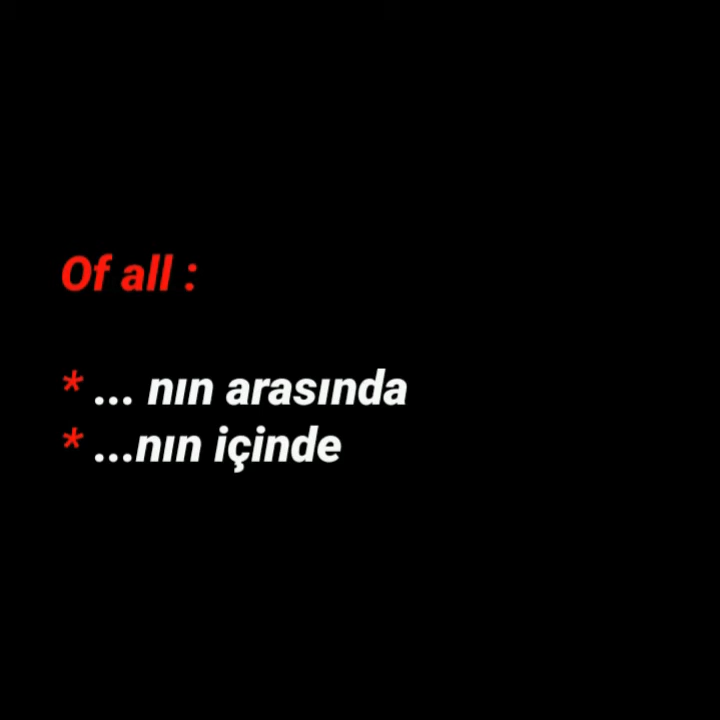 Of all :
* ... nın arasında
* ...nın içinde